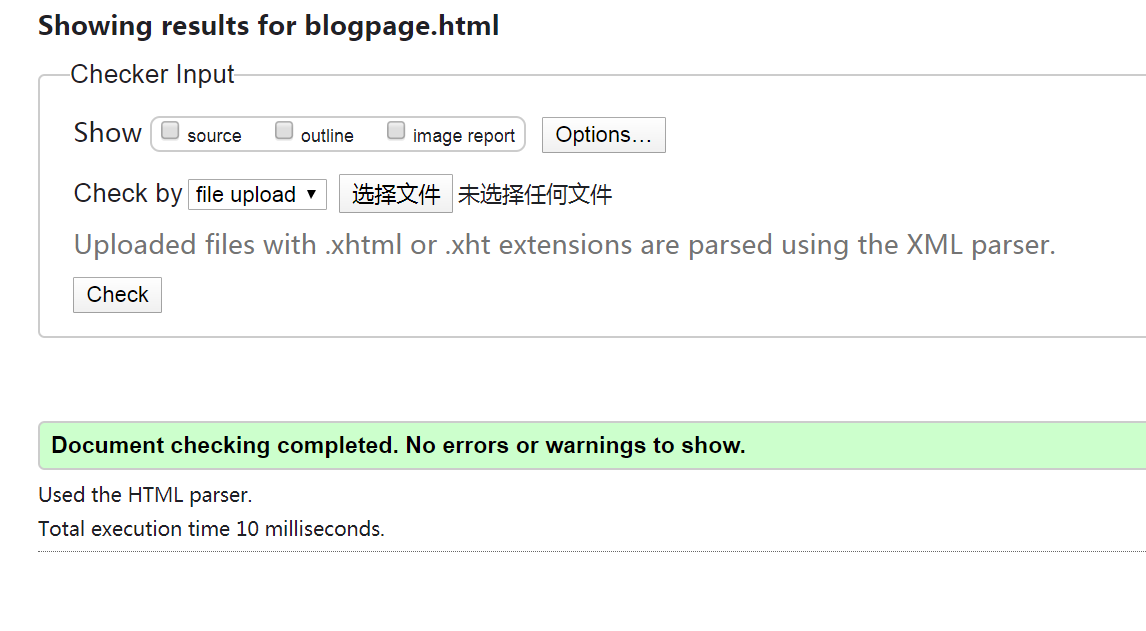 Showing results for blogpage.html
Checker Input
Show source outline image report Options...
Check by file upload 选择文件 未选择任何文件
Uploaded files with .xhtml or .xht extensions are parsed using the XML parser.
Check
Document checking completed. No errors or warnings to show.
Used the HTML parser.
Total execution time 10 milliseconds.